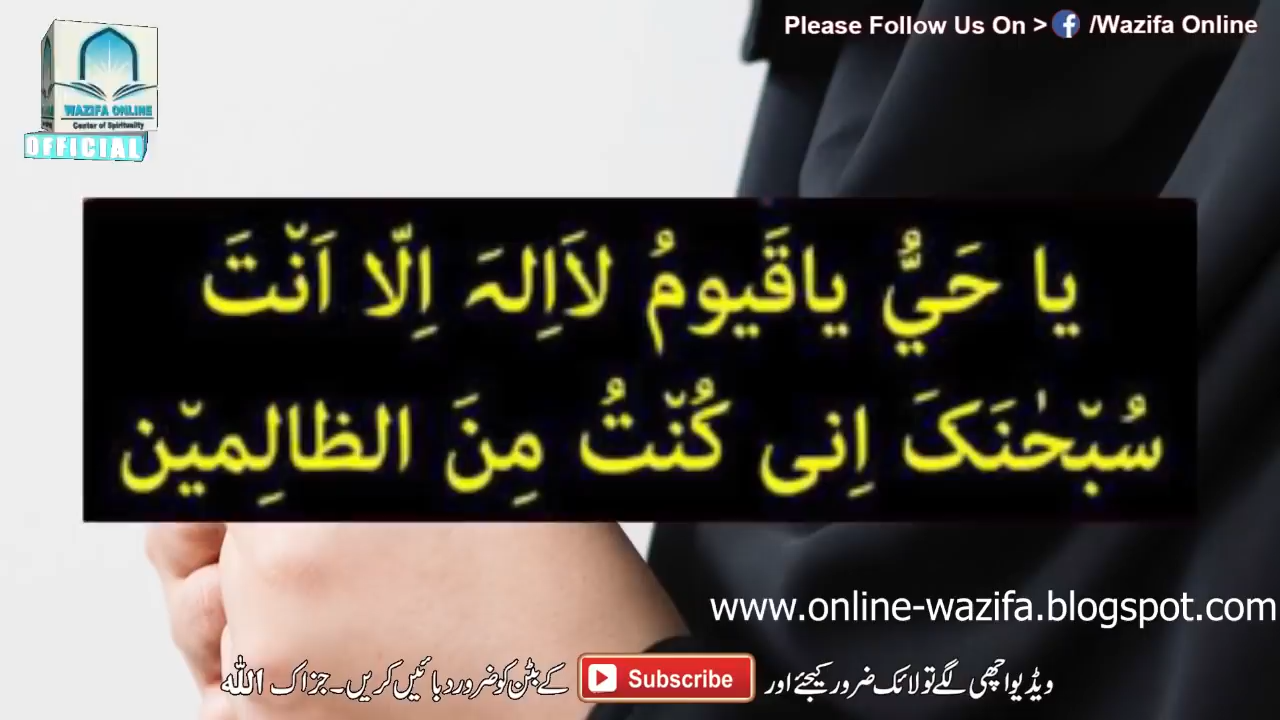 Please Follow Us On > f /Wazifa Online
WAZIFA ONLINE
Center of Spirituality
OFFICIAL
یا حَيُّ یاقَیومُ لاَاِلہَ اِلّا اَنْتَ
سُبْحٰنَکَ اِنی کُنْتُ مِنَ الظالِمیْن
www.online-wazifa.blogspot.com
ویڈیو اچھی لگے تو لائک ضرور کیجئے اور Subscribe کے بٹن کو ضرور دبائیں کریں۔ جزاک اللہ